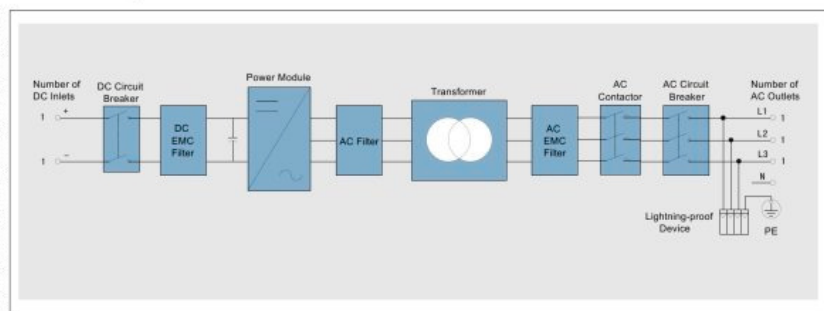 Number of
DC Inlets
1
+
1
−
DC Circuit
Breaker
DC
EMC
Filter
Power Module
AC Filter
Transformer
AC
EMC
Filter
AC
Contactor
AC Circuit
Breaker
Number of
AC Outlets
L1
1
L2
1
L3
1
N
Lightning-proof
Device
PE